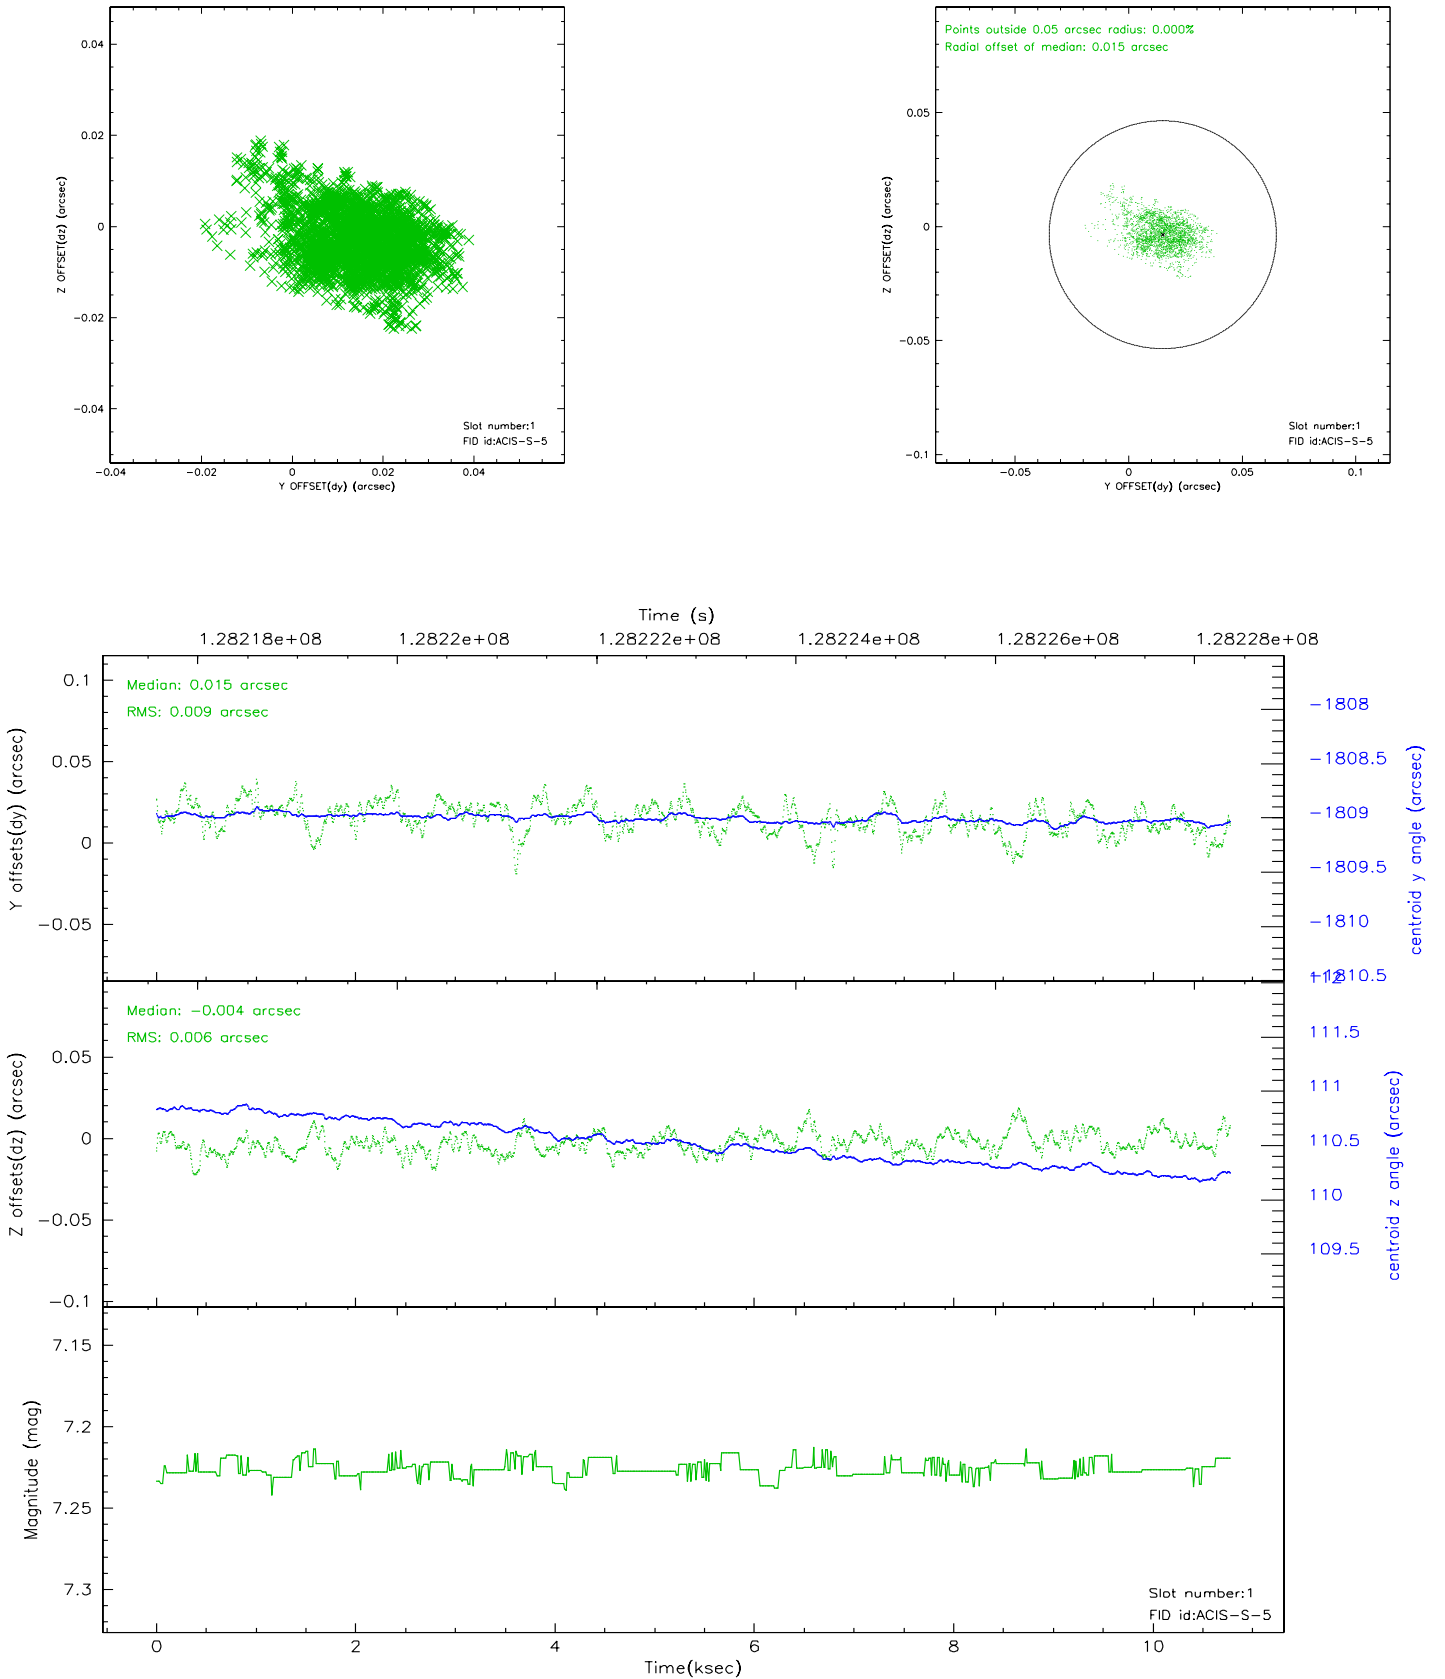 0.04
0.02
0
−0.02
−0.04
Z OFFSET(dz) (arcsec)
Slot number:1
FID id:ACIS−S−5
−0.04
−0.02
0
0.02
0.04
Y OFFSET(dy) (arcsec)
Points outside 0.05 arcsec radius: 0.000%
Radial offset of median: 0.015 arcsec
0.05
0
−0.05
−0.1
Z OFFSET(dz) (arcsec)
Slot number:1
FID id:ACIS−S−5
−0.05
0
0.05
0.1
Y OFFSET(dy) (arcsec)
Time (s)
1.28218e+08
1.2822e+08
1.28222e+08
1.28224e+08
1.28226e+08
1.28228e+08
Median: 0.015 arcsec
RMS: 0.009 arcsec
0.1
0.05
0
−0.05
Y offsets(dy) (arcsec)
−1808
−1808.5
−1809
−1809.5
−1810
−1810.5
centroid y angle (arcsec)
Median: −0.004 arcsec
RMS: 0.006 arcsec
0.05
0
−0.05
−0.1
Z offsets(dz) (arcsec)
112
111.5
111
110.5
110
109.5
centroid z angle (arcsec)
7.15
7.2
7.25
7.3
Magnitude (mag)
Slot number:1
FID id:ACIS−S−5
0
2
4
6
8
10
Time(ksec)